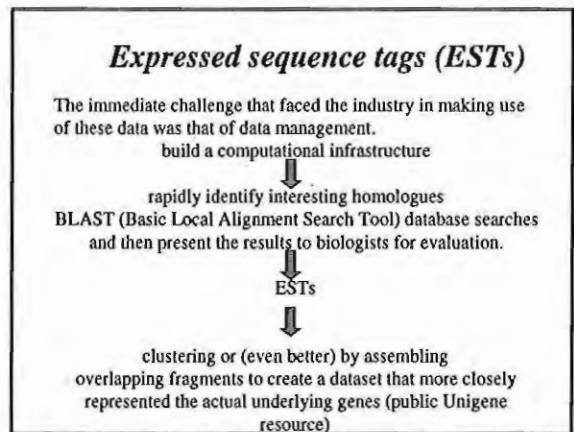 Expressed sequence tags (ESTs)
The immediate challenge that faced the industry in making use
of these data was that of data management.
build a computational infrastructure
rapidly identify interesting homologues
BLAST (Basic Local Alignment Search Tool) database searches
and then present the results to biologists for evaluation.
ESTs
clustering or (even better) by assembling
overlapping fragments to create a dataset that more closely
represented the actual underlying genes (public Unigene
resource)